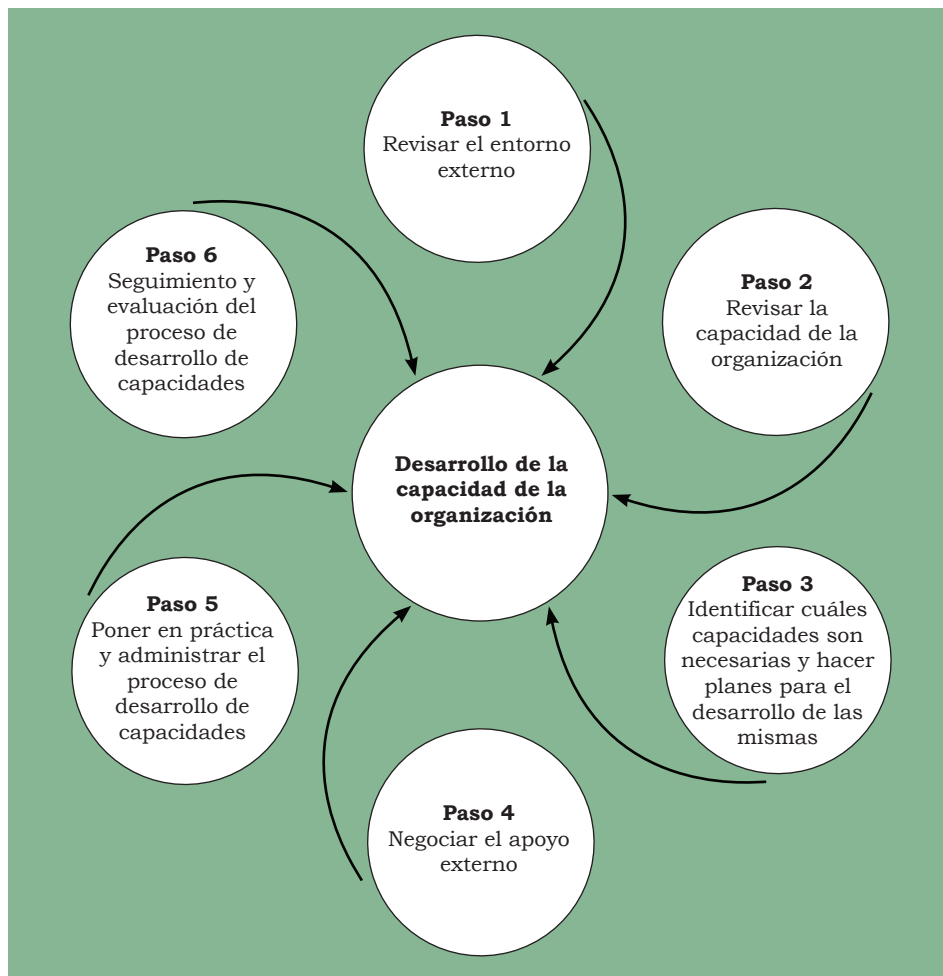 Paso 1
Revisar el entorno
externo
Paso 2
Revisar la
capacidad de la
organización
Paso 3
Identificar cuáles
capacidades son
necesarias y hacer
planes para el
desarrollo de las
mismas
Paso 4
Negociar el apoyo
externo
Paso 5
Poner en práctica
y administrar el
proceso de
desarrollo de
capacidades
Paso 6
Seguimiento y
evaluación del
proceso de
desarrollo de
capacidades
Desarrollo de la
capacidad de la
organización